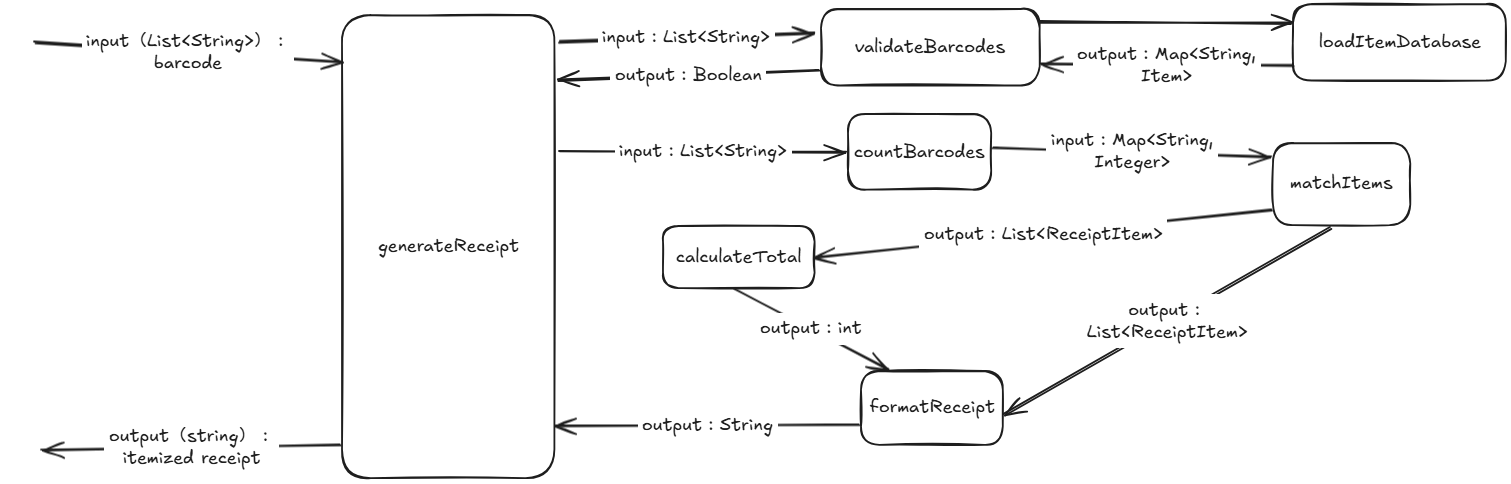 input (List<String>) :
barcode
generateReceipt
input : List<String>
output : Boolean
validateBarcodes
output : Map<String,
Item>
loadItemDatabase
input : List<String>
countBarcodes
input : Map<String,
Integer>
matchItems
output : List<ReceiptItem>
calculateTotal
output : int
output :
List<ReceiptItem>
formatReceipt
output : String
output (string) :
itemized receipt